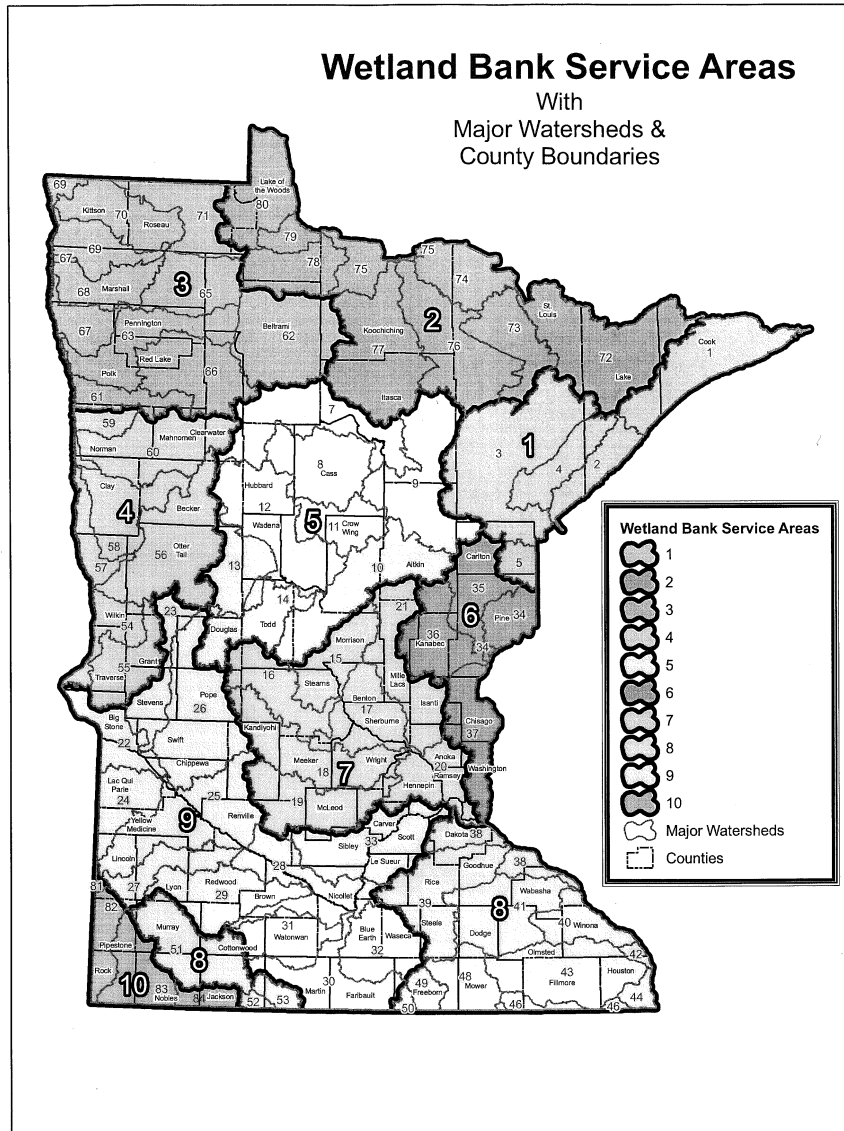 Wetland Bank Service Areas
With
Major Watersheds &
County Boundaries
69
Kittson
70
Roseau
71
Lake of
the Woods
80
79
78
69
67
68
Marshall
3
65
75
75
74
67
Pennington
63
Red Lake
Polk
66
61
Beltrami
62
Koochiching
77
2
76
Itasca
73
St.
Louis
72
Lake
Cook
1
59
Norman
Mahnomen
60
Clearwater
7
8
Cass
9
1
3
4
2
Clay
4
Becker
Hubbard
12
5
Wadena
11
Crow
Wing
58
57
56
Otter
Tail
13
10
Aitkin
Carlton
5
Wilkin
54
23
14
Todd
Douglas
21
35
6
Pine
34
36
Kanabec
34
55
Traverse
Grant
Morrison
15
16
Stearns
Mille
Lacs
Benton
17
Isanti
Stevens
Pope
26
Sherburne
Chisago
37
Big
Stone
22
Swift
Kandiyohi
Meeker
18
7
Wright
Anoka
20
Ramsey
Washington
Chippewa
Hennepin
Lac Qui
Parle
24
25
Renville
19
McLeod
Carver
Scott
Dakota
38
Yellow
Medicine
9
Sibley
33
Le Sueur
Goodhue
38
Lincoln
28
Rice
Wabasha
81
27
Lyon
Redwood
29
Brown
Nicollet
39
Steele
8
41
40
Winona
82
Murray
31
Watonwan
Blue
Earth
32
Waseca
Dodge
Olmsted
42
Pipestone
51
8
Cottonwood
Rock
10
83
Nobles
84
Jackson
52
53
Martin
30
Faribault
49
Freeborn
50
48
Mower
46
43
Fillmore
Houston
44
46
Wetland Bank Service Areas
1
2
3
4
5
6
7
8
9
10
Major Watersheds
Counties